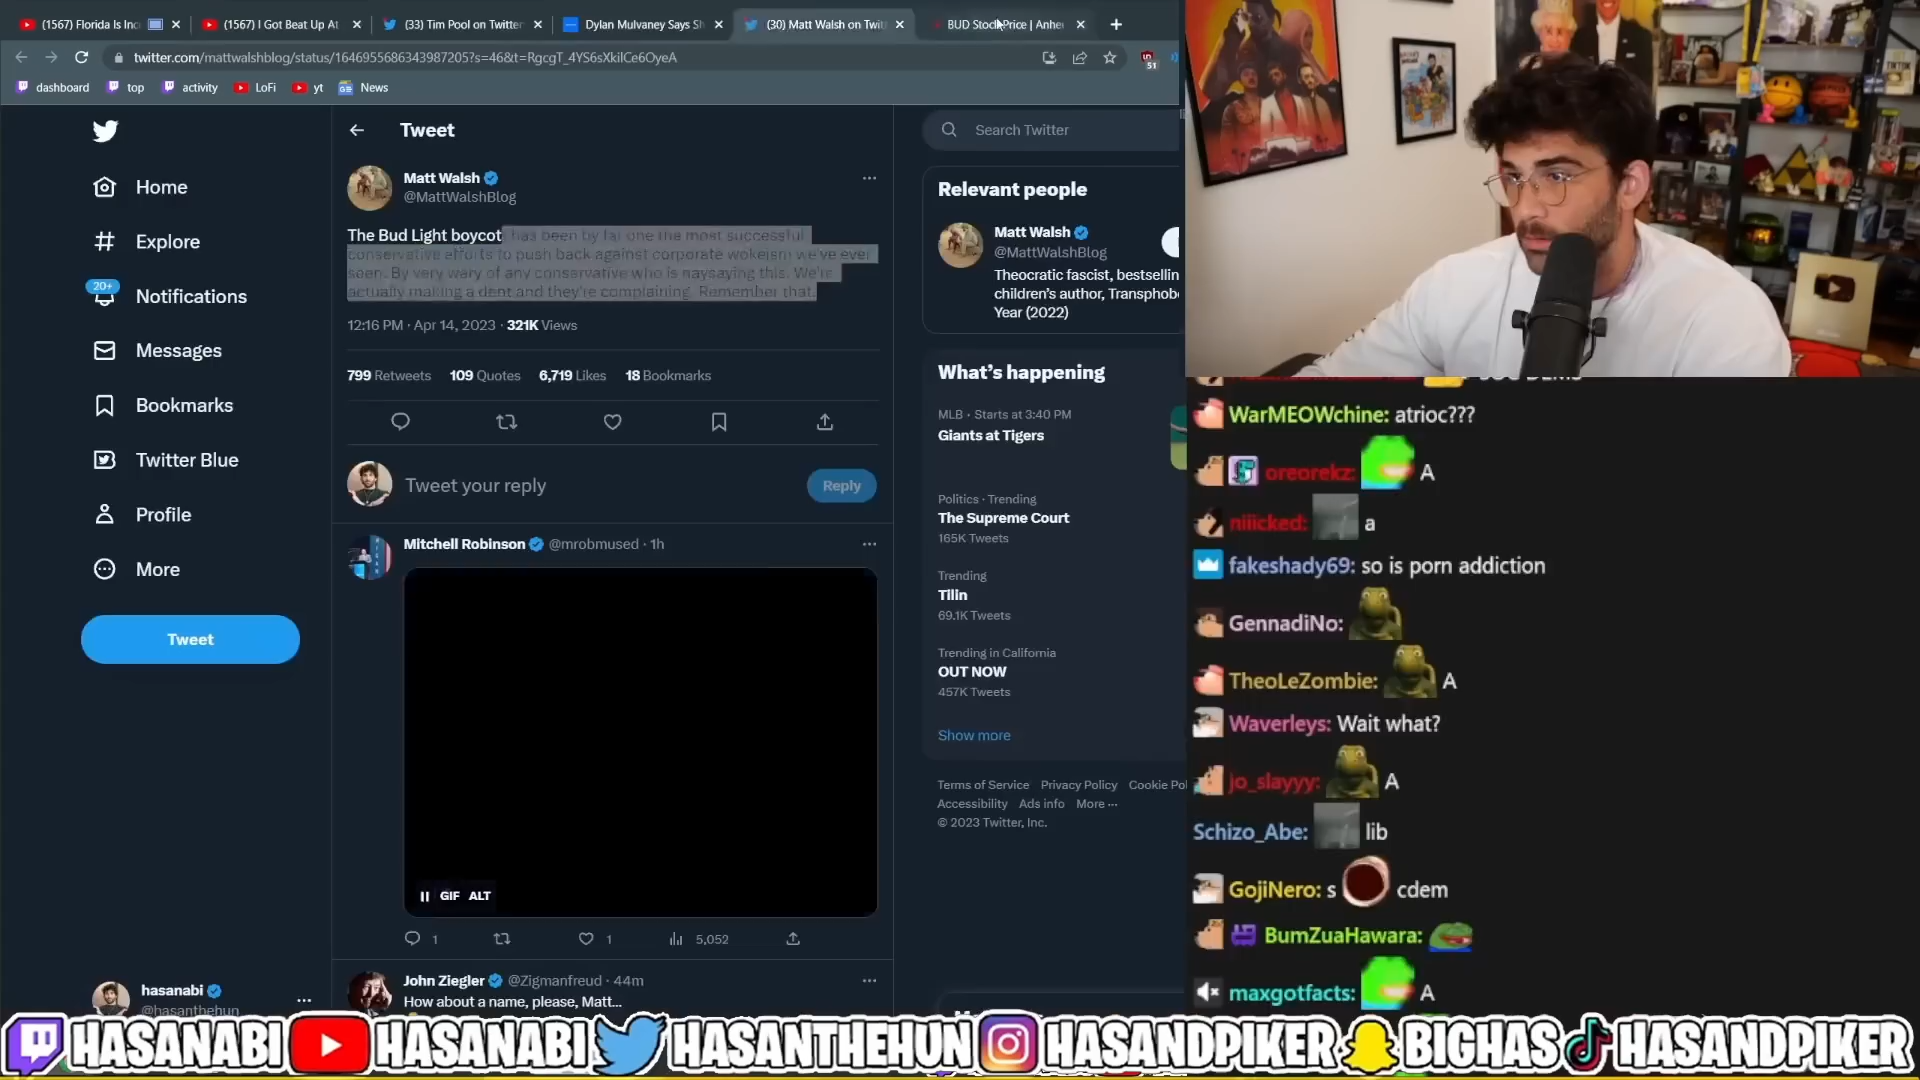 (1567) Florida Is Inc
(1567) I Got Beat Up At
(33) Tim Pool on Twitter
Dylan Mulvaney Says Sh
(30) Matt Walsh on Twit
BUD Stock Price | Anheu
twitter.com/mattwalshblog/status/1646955686343987205?s=46&t=RgcgT_4YS6sXkilCe6OyeA
51
dashboard
top
activity
LoFi
yt
News
Tweet
Search Twitter
Home
Explore
20+
Notifications
Messages
Bookmarks
Twitter Blue
Profile
More
Tweet
Matt Walsh
@MattWalshBlog
The Bud Light boycot has been by far one the most successful
conservative efforts to push back against corporate wokeism we've ever
seen. By very wary of any conservative who is naysaying this. We're
actually making a dent and they're complaining. Remember that.
12:16 PM · Apr 14, 2023 · 321K Views
799 Retweets 109 Quotes 6,719 Likes 18 Bookmarks
Tweet your reply
Reply
Mitchell Robinson @mrobmused · 1h
GIF ALT
1
1
5,052
John Ziegler @Zigmanfreud · 44m
How about a name, please, Matt...
hasanabi
@hasanthehun
Relevant people
Matt Walsh
@MattWalshBlog
Theocratic fascist, bestsellin
children's author, Transphobe
Year (2022)
What's happening
MLB · Starts at 3:40 PM
Giants at Tigers
Politics · Trending
The Supreme Court
165K Tweets
Trending
Tilin
69.1K Tweets
Trending in California
OUT NOW
457K Tweets
Show more
Terms of Service Privacy Policy Cookie Pol
Accessibility Ads info More ···
© 2023 Twitter, Inc.
WarMEOWchine: atrioc???
oreorekz: A
niiicked: a
fakeshady69: so is porn addiction
GennadiNo:
TheoLeZombie: A
Waverleys: Wait what?
jo_slayyy: A
Schizo_Abe: lib
GojiNero: s cdem
BumZuaHawara:
maxgotfacts: A
HASANABI HASANABI HASANTHEHUN HASANDPIKER BIGHAS HASANDPIKER